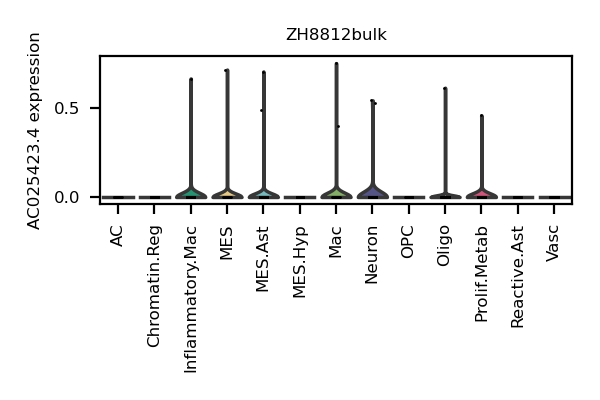 ZH8812bulk
AC025423.4 expression
0.5
0.0
AC
Chromatin.Reg
Inflammatory.Mac
MES
MES.Ast
MES.Hyp
Mac
Neuron
OPC
Oligo
Prolif.Metab
Reactive.Ast
Vasc